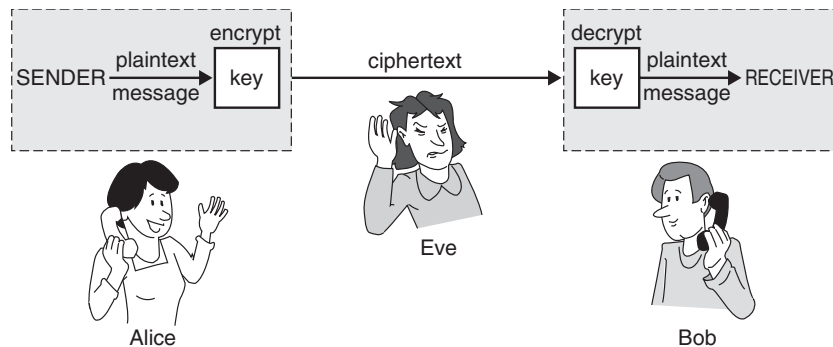 encrypt
SENDER plaintext message key
ciphertext
decrypt
key plaintext message RECEIVER
Alice
Eve
Bob